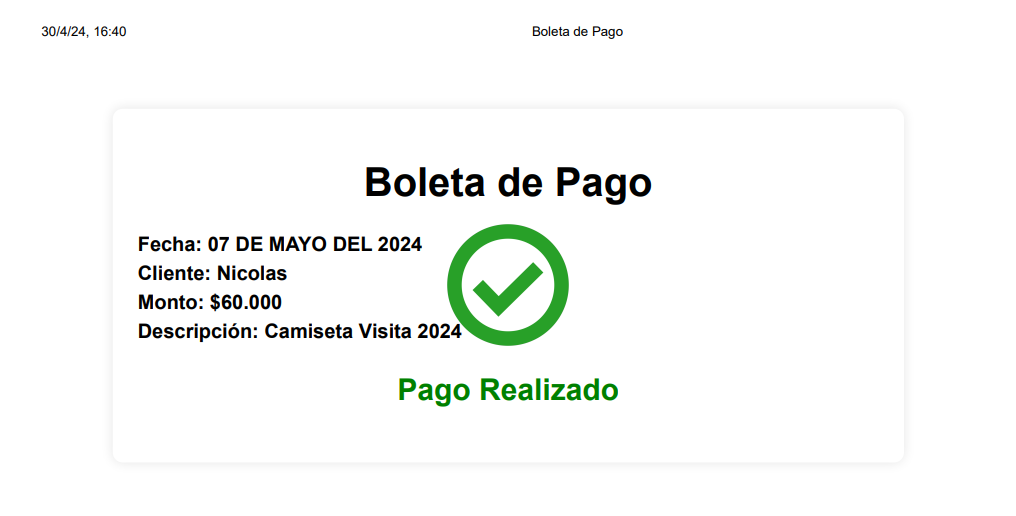 30/4/24, 16:40
Boleta de Pago
Boleta de Pago
Fecha: 07 DE MAYO DEL 2024
Cliente: Nicolas
Monto: $60.000
Descripción: Camiseta Visita 2024
Pago Realizado